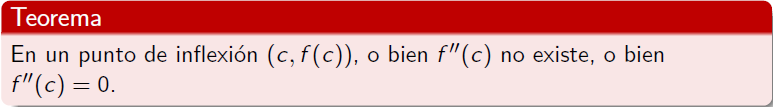 Teorema
En un punto de inflexión (c, f(c)), o bien f″(c) no existe, o bien
f″(c) = 0.